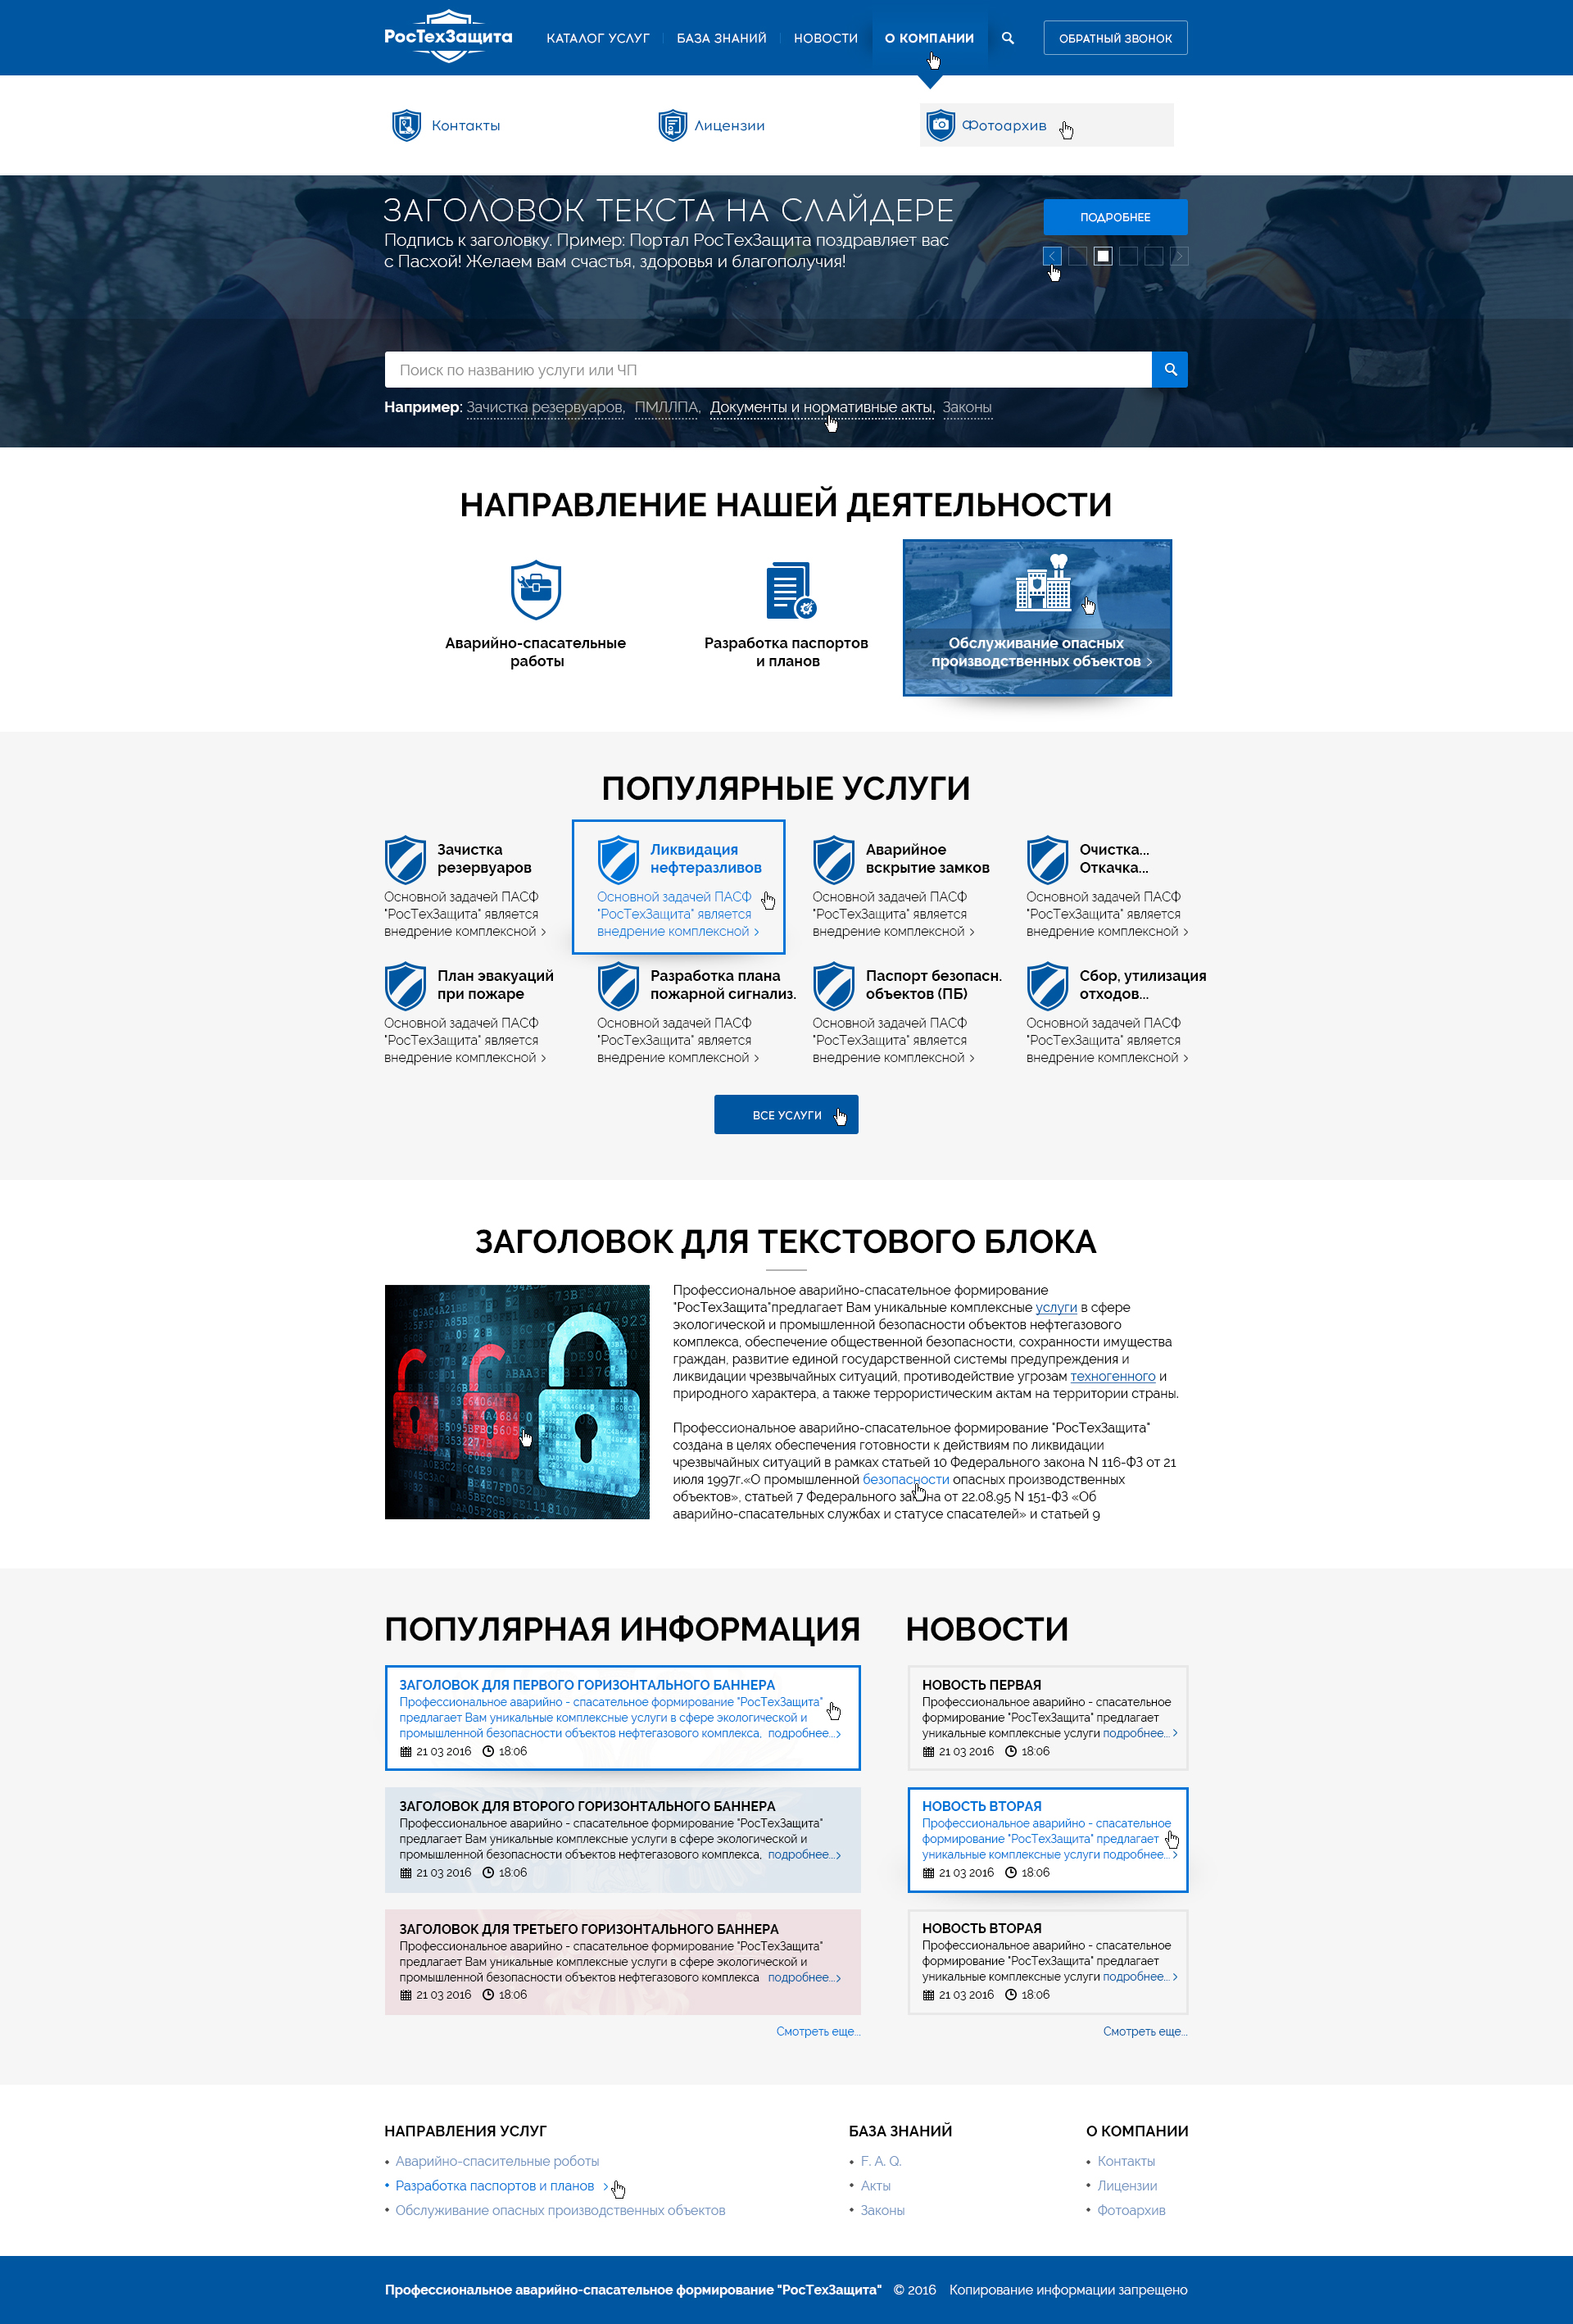 РосТехЗащита
КАТАЛОГ УСЛУГ
БАЗА ЗНАНИЙ
НОВОСТИ
О КОМПАНИИ
ОБРАТНЫЙ ЗВОНОК
Контакты
Лицензии
Фотоархив
ЗАГОЛОВОК ТЕКСТА НА СЛАЙДЕРЕ
Подпись к заголовку. Пример: Портал РосТехЗащита поздравляет вас
с Пасхой! Желаем вам счастья, здоровья и благополучия!
ПОДРОБНЕЕ
Поиск по названию услуги или ЧП
Например: Зачистка резервуаров, ПМЛЛПА, Документы и нормативные акты, Законы
НАПРАВЛЕНИЕ НАШЕЙ ДЕЯТЕЛЬНОСТИ
Аварийно-спасательные
работы
Разработка паспортов
и планов
Обслуживание опасных
производственных объектов
ПОПУЛЯРНЫЕ УСЛУГИ
Зачистка
резервуаров
Основной задачей ПАСФ
"РосТехЗащита" является
внедрение комплексной
Ликвидация
нефтеразливов
Основной задачей ПАСФ
"РосТехЗащита" является
внедрение комплексной
Аварийное
вскрытие замков
Основной задачей ПАСФ
"РосТехЗащита" является
внедрение комплексной
Очистка...
Откачка...
Основной задачей ПАСФ
"РосТехЗащита" является
внедрение комплексной
План эвакуаций
при пожаре
Основной задачей ПАСФ
"РосТехЗащита" является
внедрение комплексной
Разработка плана
пожарной сигнализ.
Основной задачей ПАСФ
"РосТехЗащита" является
внедрение комплексной
Паспорт безопасн.
объектов (ПБ)
Основной задачей ПАСФ
"РосТехЗащита" является
внедрение комплексной
Сбор, утилизация
отходов...
Основной задачей ПАСФ
"РосТехЗащита" является
внедрение комплексной
ВСЕ УСЛУГИ
ЗАГОЛОВОК ДЛЯ ТЕКСТОВОГО БЛОКА
Профессиональное аварийно-спасательное формирование
"РосТехЗащита"предлагает Вам уникальные комплексные услуги в сфере
экологической и промышленной безопасности объектов нефтегазового
комплекса, обеспечение общественной безопасности, сохранности имущества
граждан, развитие единой государственной системы предупреждения и
ликвидации чрезвычайных ситуаций, противодействие угрозам техногенного и
природного характера, а также террористическим актам на территории страны.
Профессиональное аварийно-спасательное формирование "РосТехЗащита"
создана в целях обеспечения готовности к действиям по ликвидации
чрезвычайных ситуаций в рамках статьей 10 Федерального закона N 116-ФЗ от 21
июля 1997г.«О промышленной безопасности опасных производственных
объектов», статьей 7 Федерального закона от 22.08.95 N 151-ФЗ «Об
аварийно-спасательных службах и статусе спасателей» и статьей 9
ПОПУЛЯРНАЯ ИНФОРМАЦИЯ
ЗАГОЛОВОК ДЛЯ ПЕРВОГО ГОРИЗОНТАЛЬНОГО БАННЕРА
Профессиональное аварийно - спасательное формирование "РосТехЗащита"
предлагает Вам уникальные комплексные услуги в сфере экологической и
промышленной безопасности объектов нефтегазового комплекса, подробнее...
21 03 2016 18:06
ЗАГОЛОВОК ДЛЯ ВТОРОГО ГОРИЗОНТАЛЬНОГО БАННЕРА
Профессиональное аварийно - спасательное формирование "РосТехЗащита"
предлагает Вам уникальные комплексные услуги в сфере экологической и
промышленной безопасности объектов нефтегазового комплекса, подробнее...
21 03 2016 18:06
ЗАГОЛОВОК ДЛЯ ТРЕТЬЕГО ГОРИЗОНТАЛЬНОГО БАННЕРА
Профессиональное аварийно - спасательное формирование "РосТехЗащита"
предлагает Вам уникальные комплексные услуги в сфере экологической и
промышленной безопасности объектов нефтегазового комплекса подробнее...
21 03 2016 18:06
Смотреть еще...
НОВОСТИ
НОВОСТЬ ПЕРВАЯ
Профессиональное аварийно - спасательное
формирование "РосТехЗащита" предлагает
уникальные комплексные услуги подробнее...
21 03 2016 18:06
НОВОСТЬ ВТОРАЯ
Профессиональное аварийно - спасательное
формирование "РосТехЗащита" предлагает
уникальные комплексные услуги подробнее...
21 03 2016 18:06
НОВОСТЬ ВТОРАЯ
Профессиональное аварийно - спасательное
формирование "РосТехЗащита" предлагает
уникальные комплексные услуги подробнее...
21 03 2016 18:06
Смотреть еще...
НАПРАВЛЕНИЯ УСЛУГ
Аварийно-спасительные роботы
Разработка паспортов и планов
Обслуживание опасных производственных объектов
БАЗА ЗНАНИЙ
F. A. Q.
Акты
Законы
О КОМПАНИИ
Контакты
Лицензии
Фотоархив
Профессиональное аварийно-спасательное формирование "РосТехЗащита" © 2016 Копирование информации запрещено